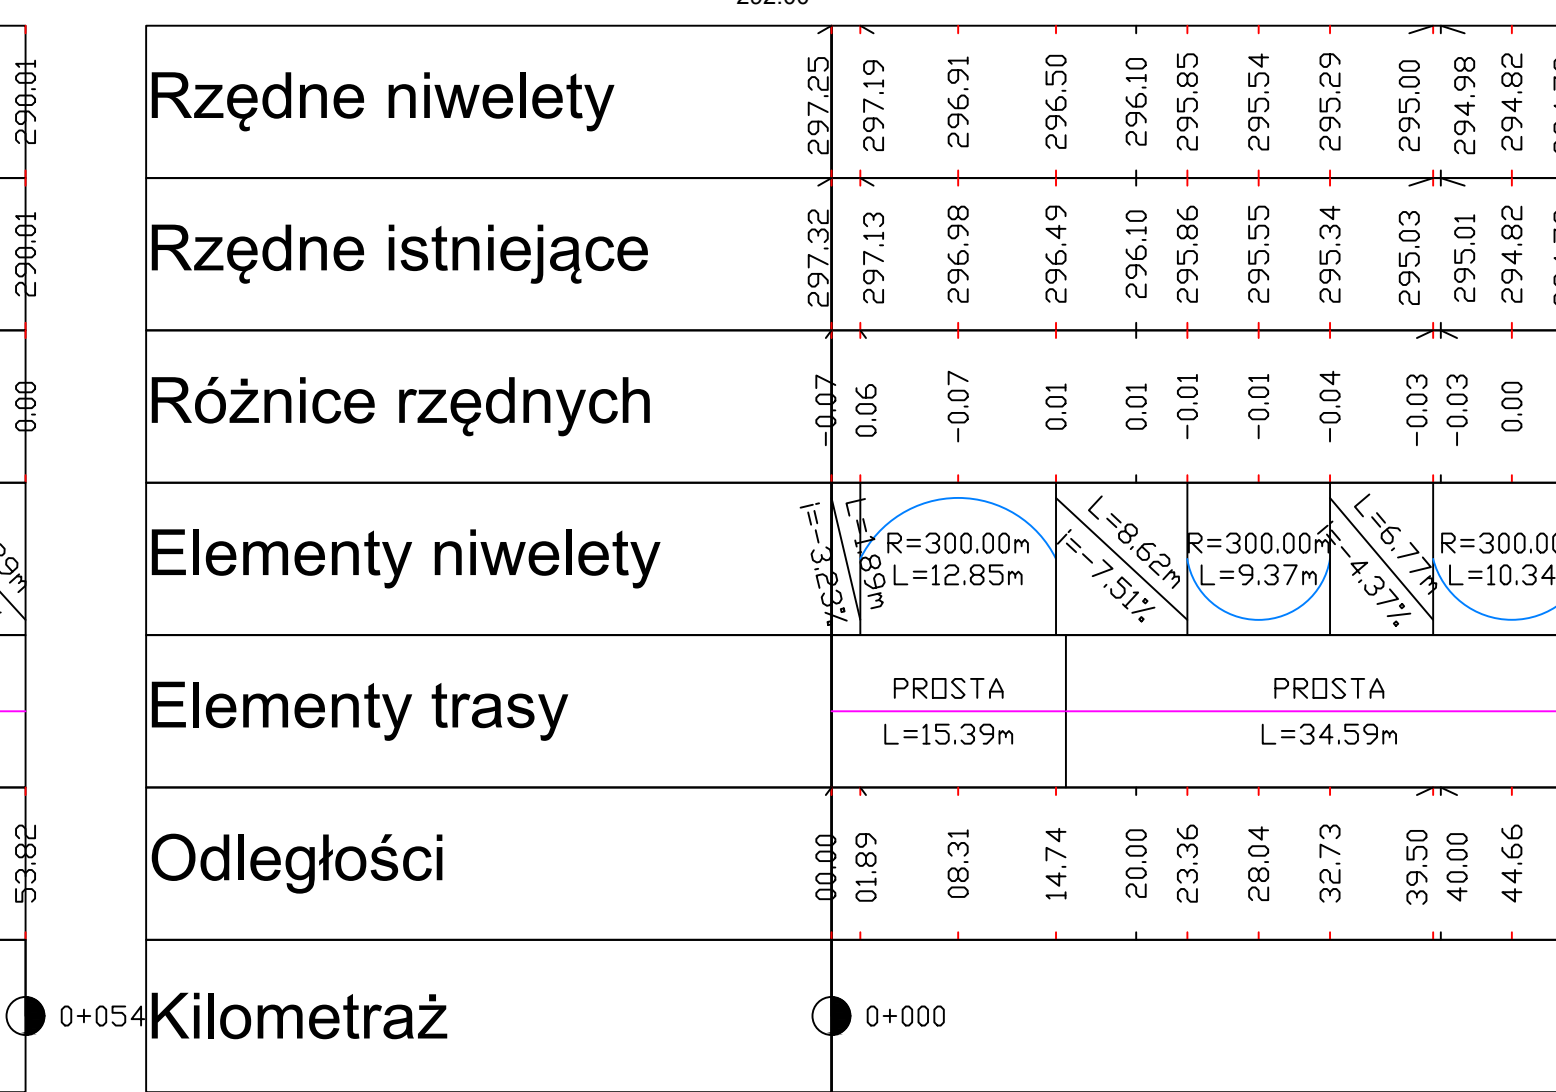 290.01
Rzędne niwelety
297.25 297.19 296.91 296.50 296.10 295.85 295.54 295.29 295.00 294.98 294.82
290.01
Rzędne istniejące
297.32 297.13 296.98 296.49 296.10 295.86 295.55 295.34 295.03 295.01 294.82
0.00
Różnice rzędnych
-0.07 0.06 -0.07 0.01 0.01 -0.01 -0.01 -0.04 -0.03 -0.03 0.00
Elementy niwelety
i=-3.23%
L=1.89m
R=300.00m
L=12.85m
L=8.62m
i=-7.51%
R=300.00m
L=9.37m
L=6.77m
i=-4.37%
R=300.00
L=10.34
Elementy trasy
PROSTA
L=15.39m
PROSTA
L=34.59m
53.82
Odległości
00.00 01.89 08.31 14.74 20.00 23.36 28.04 32.73 39.50 40.00 44.66
0+054
Kilometraż
0+000